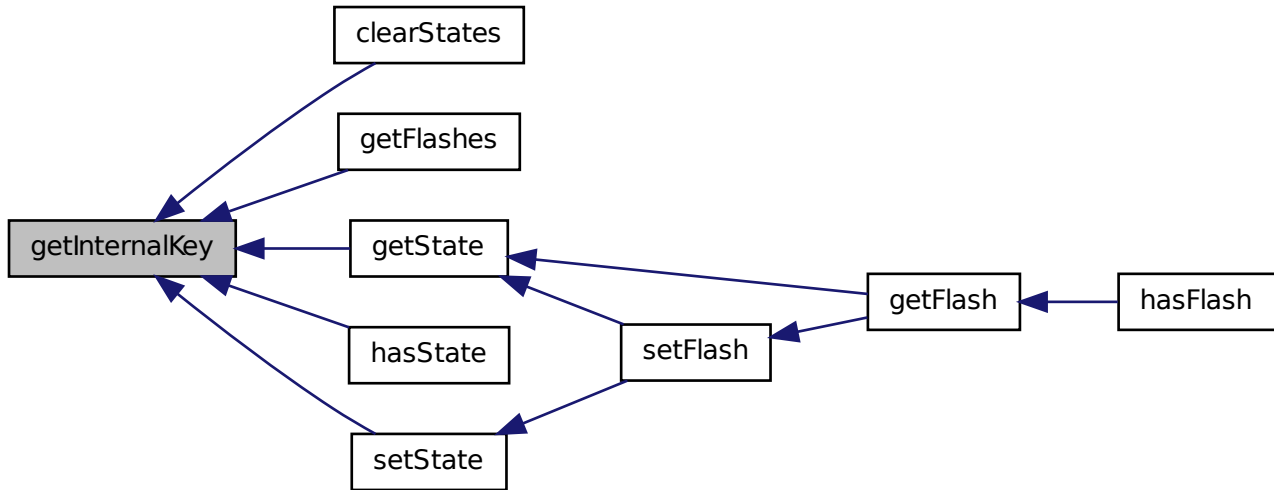 clearStates
getFlashes
getInternalKey
getState
getFlash
hasFlash
hasState
setFlash
setState